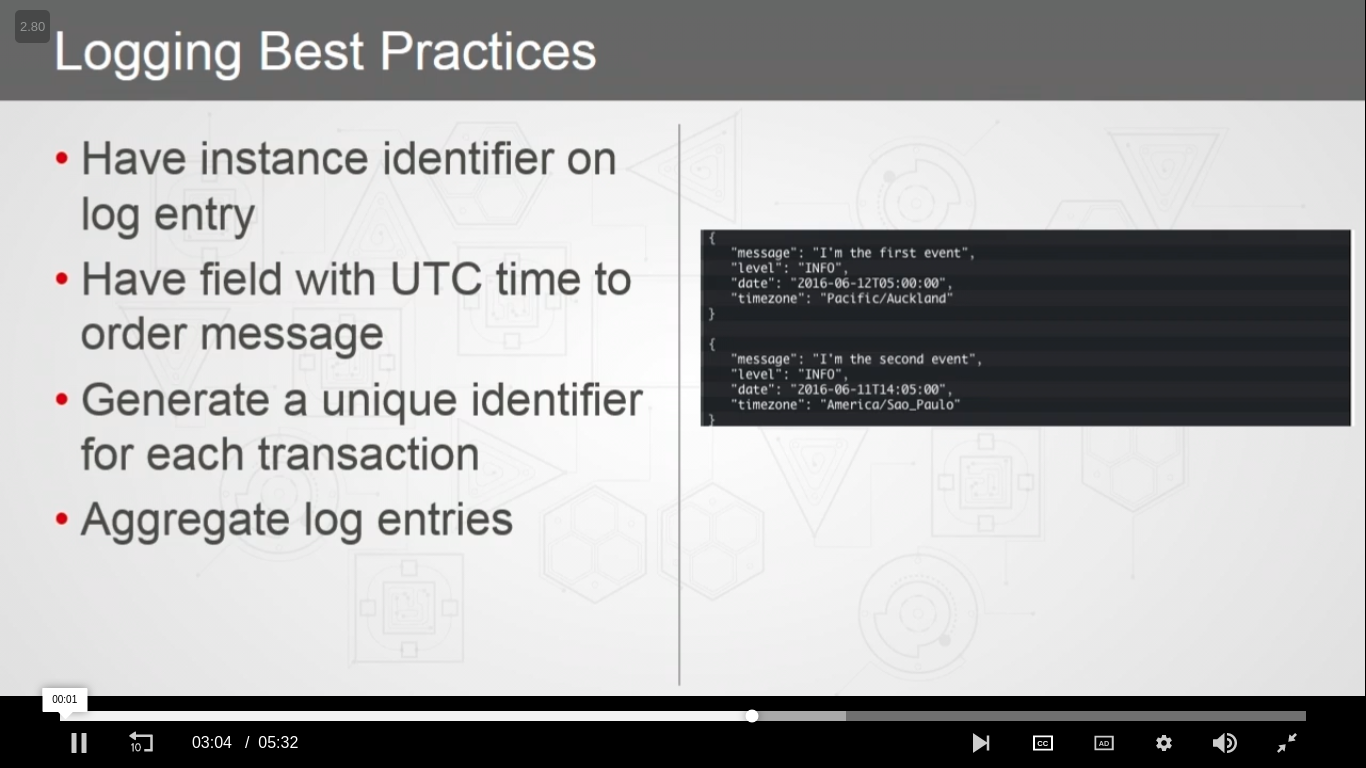 2.80
Logging Best Practices
• Have instance identifier on
log entry
• Have field with UTC time to
order message
• Generate a unique identifier
for each transaction
• Aggregate log entries
{
"message": "I'm the first event",
"level": "INFO",
"date": "2016-06-12T05:00:00",
"timezone": "Pacific/Auckland"
}
{
"message": "I'm the second event",
"level": "INFO",
"date": "2016-06-11T14:05:00",
"timezone": "America/Sao_Paulo"
}
00:01
10
03:04 / 05:32
CC
AD